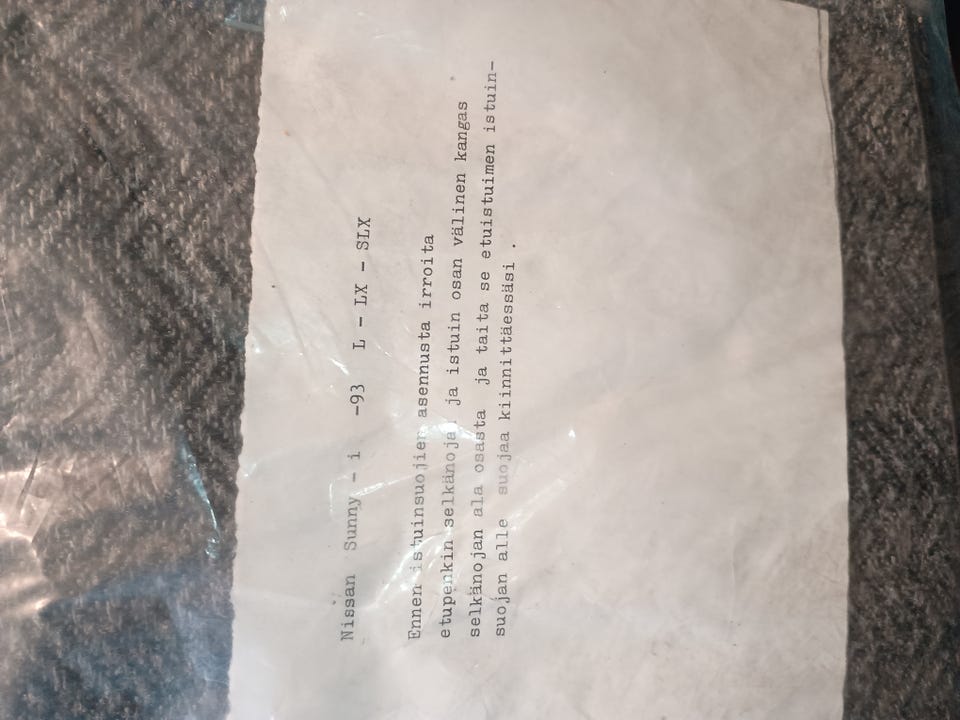 Nissan Sunny - i -93 L - LX - SLX
Ennen istuinsuojien asennusta irroita
etupenkin selkänojan ja istuin osan välinen kangas
selkänojan ala osasta ja taita se etuistuimen istuin-
suojan alle suojaa kiinnittäessäsi .